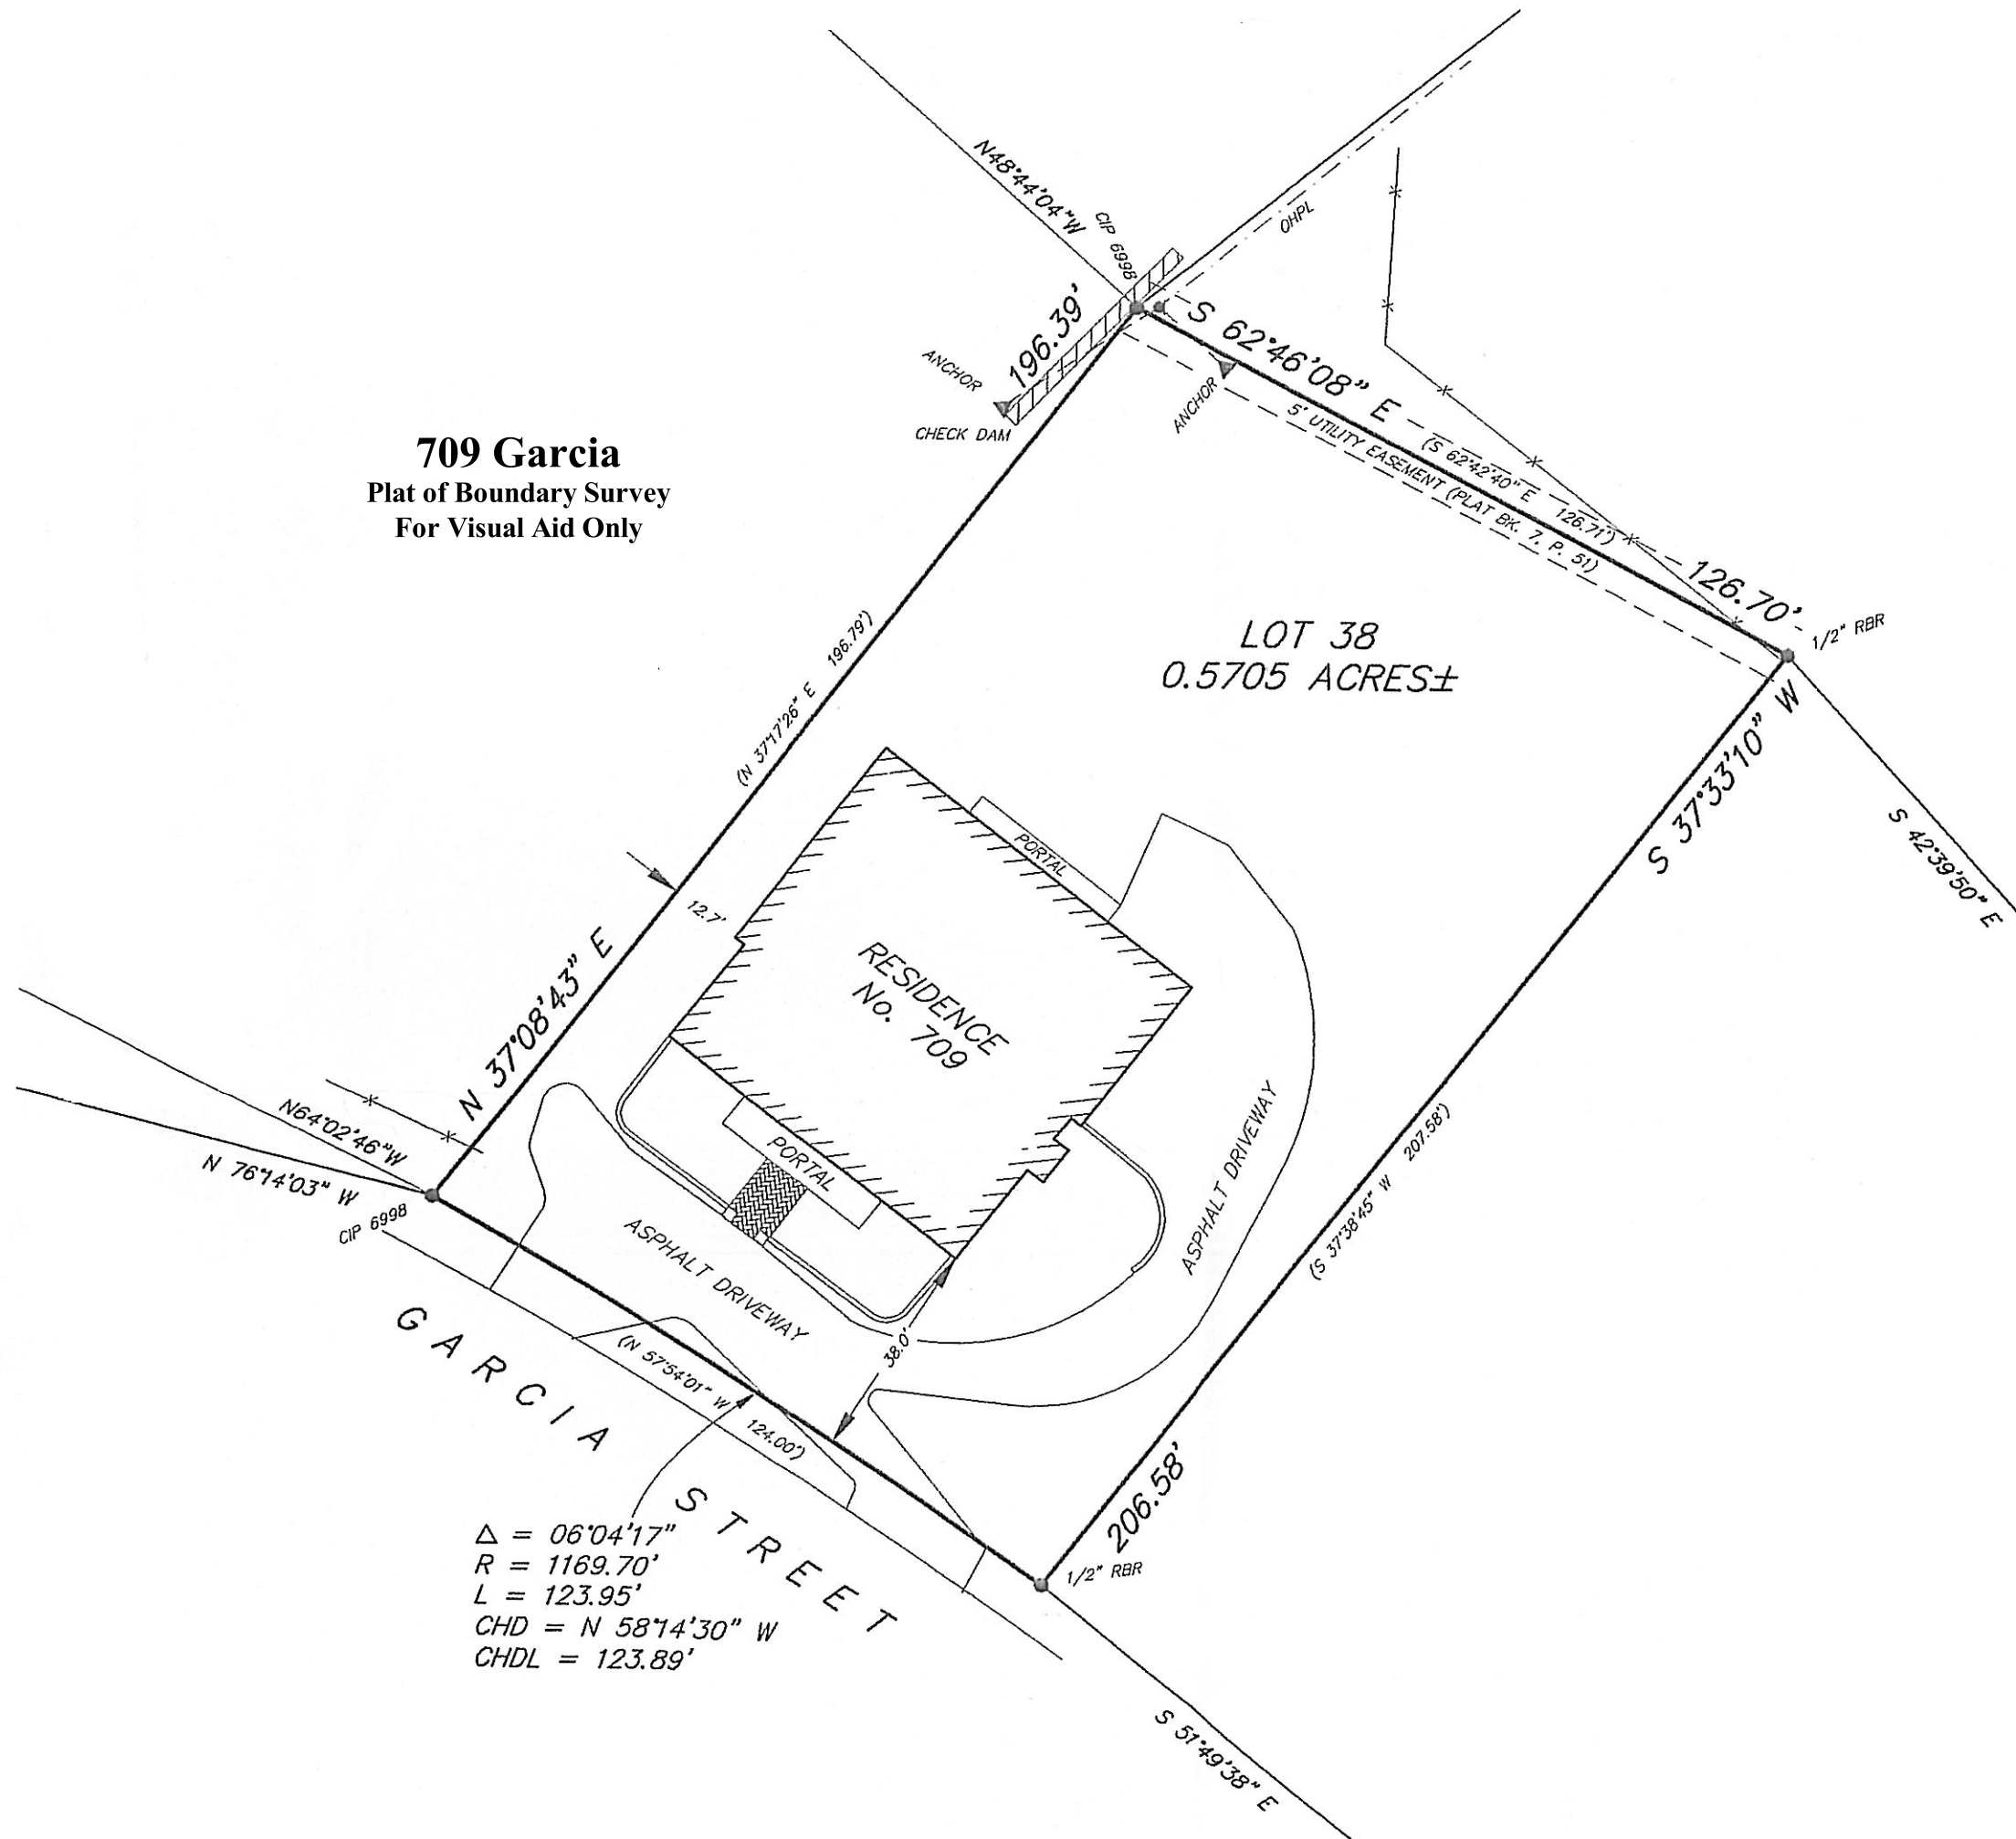 N48°44'04"W
CIP 6998
OHPL
196.39'
ANCHOR
CHECK DAM
S 62°46'08" E
126.70'
ANCHOR
(S 62°42'40" E 126.71')
5' UTILITY EASEMENT (PLAT BK. 7, P. 51)
1/2" RBR
709 Garcia
Plat of Boundary Survey
For Visual Aid Only
LOT 38
0.5705 ACRES±
(N 37°17'26" E 196.79')
S 37°33'10" W
S 42°39'50" E
PORTAL
12.7'
RESIDENCE
No. 709
N 37°08'43" E
N64°02'46"W
N 76°14'03" W
CIP 6998
PORTAL
ASPHALT DRIVEWAY
ASPHALT DRIVEWAY
(S 37°38'45" W 207.58')
38.0'
(N 57°54'01" W 124.00')
GARCIA STREET
206.58'
1/2" RBR
Δ = 06°04'17"
R = 1169.70'
L = 123.95'
CHD = N 58°14'30" W
CHDL = 123.89'
S 51°49'38" E